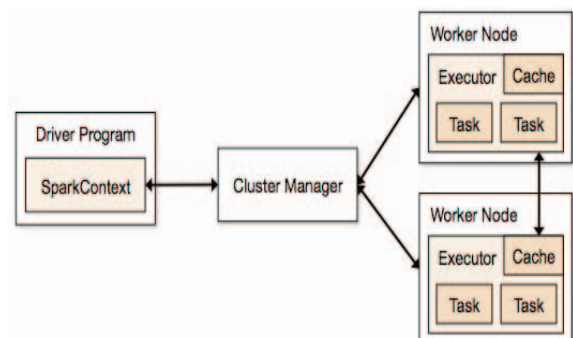 Worker Node
Executor
Cache
Task
Task
Driver Program
SparkContext
Cluster Manager
Worker Node
Executor
Cache
Task
Task